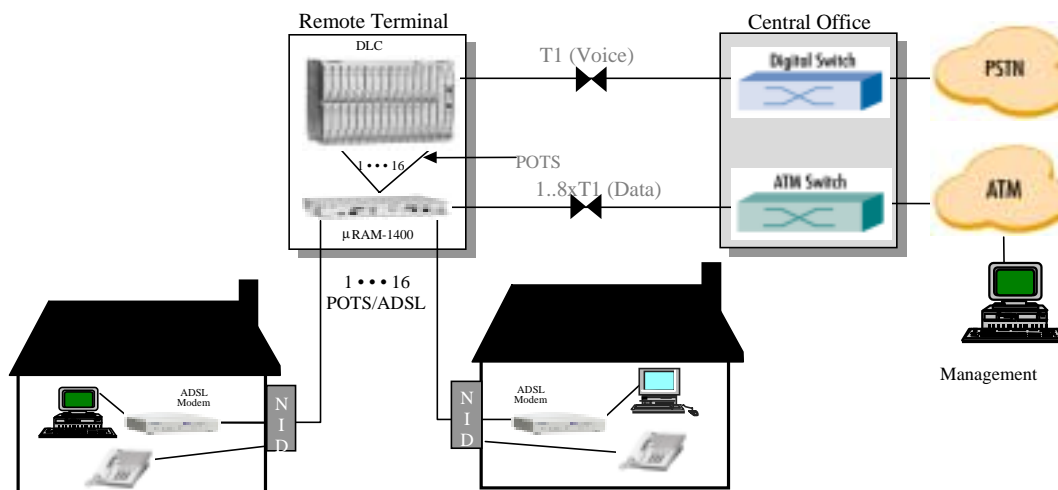 Remote Terminal
DLC
1 • • • 16
µRAM-1400
T1 (Voice)
POTS
1..8xT1 (Data)
Central Office
Digital Switch
ATM Switch
PSTN
ATM
Management
1 • • • 16
POTS/ADSL
ADSL
Modem
N
I
D
ADSL
Modem
N
I
D